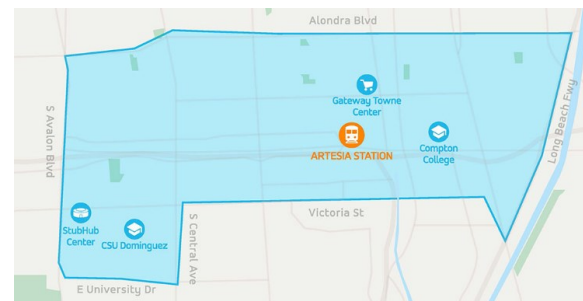 Alondra Blvd
Gateway Towne
Center
S Avalon Blvd
Long Beach Fwy
ARTESIA STATION
Compton
College
StubHub
Center
CSU Dominguez
S Central Ave
Victoria St
E University Dr